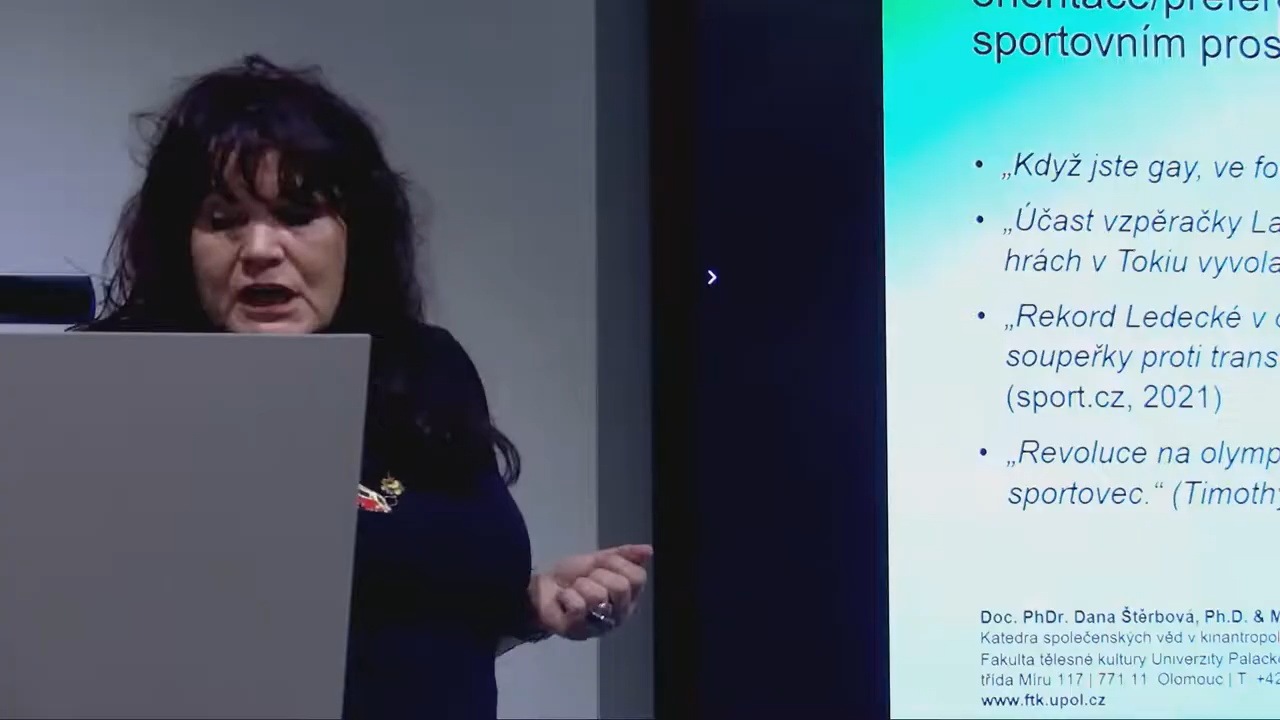 sportovním pros
• „Když jste gay, ve fo
• „Účast vzpěračky La
hrách v Tokiu vyvola
• „Rekord Ledecké v
soupeřky proti trans
(sport.cz, 2021)
• „Revoluce na olymp
sportovec.“ (Timothy
Doc. PhDr. Dana Štěrbová, Ph.D. & M
Katedra společenských věd v kinantropol
Fakulta tělesné kultury Univerzity Palacké
třída Míru 117 | 771 11 Olomouc | T +42
www.ftk.upol.cz